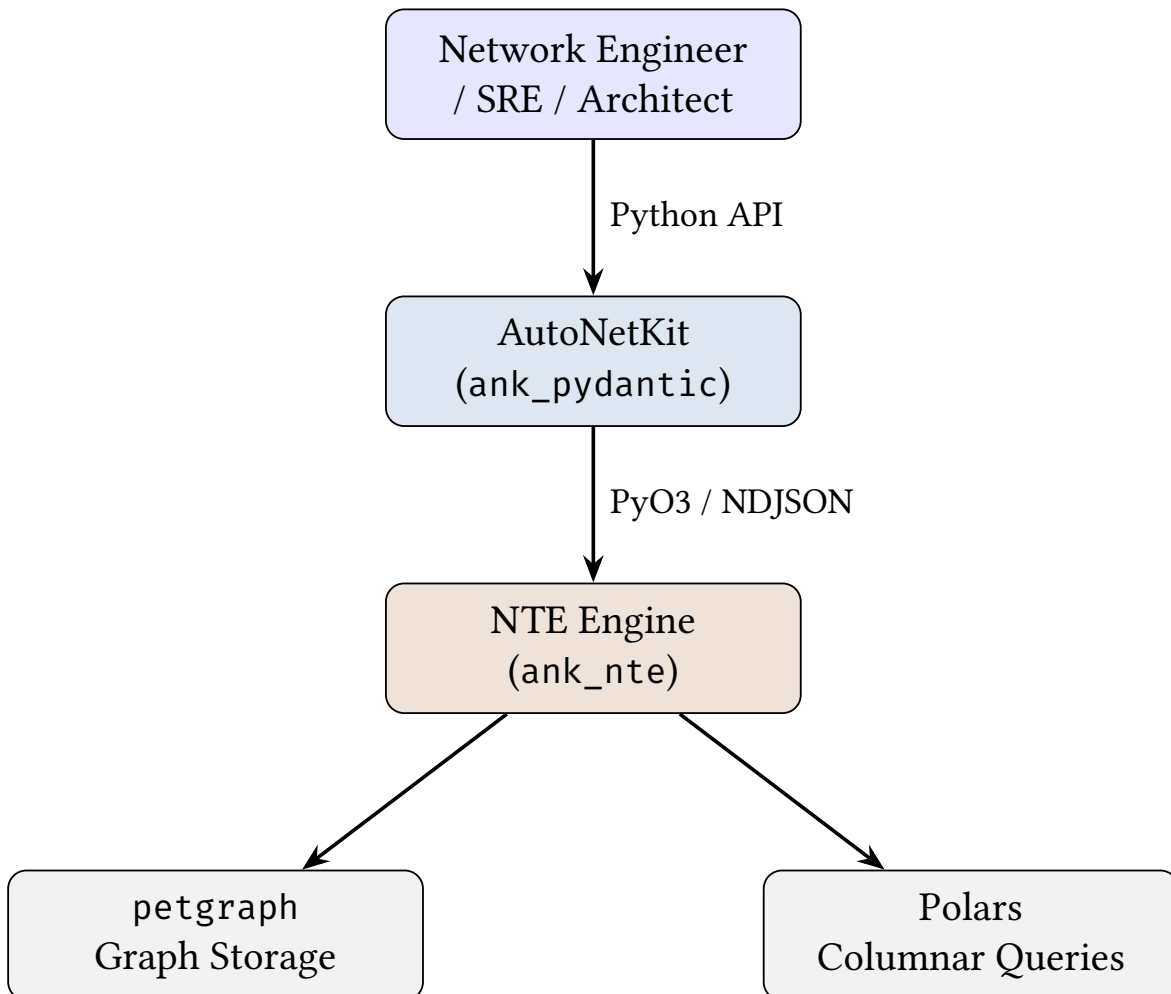 Network Engineer
/ SRE / Architect
Python API
AutoNetKit
(ank_pydantic)
PyO3 / NDJSON
NTE Engine
(ank_nte)
petgraph
Graph Storage
Polars
Columnar Queries